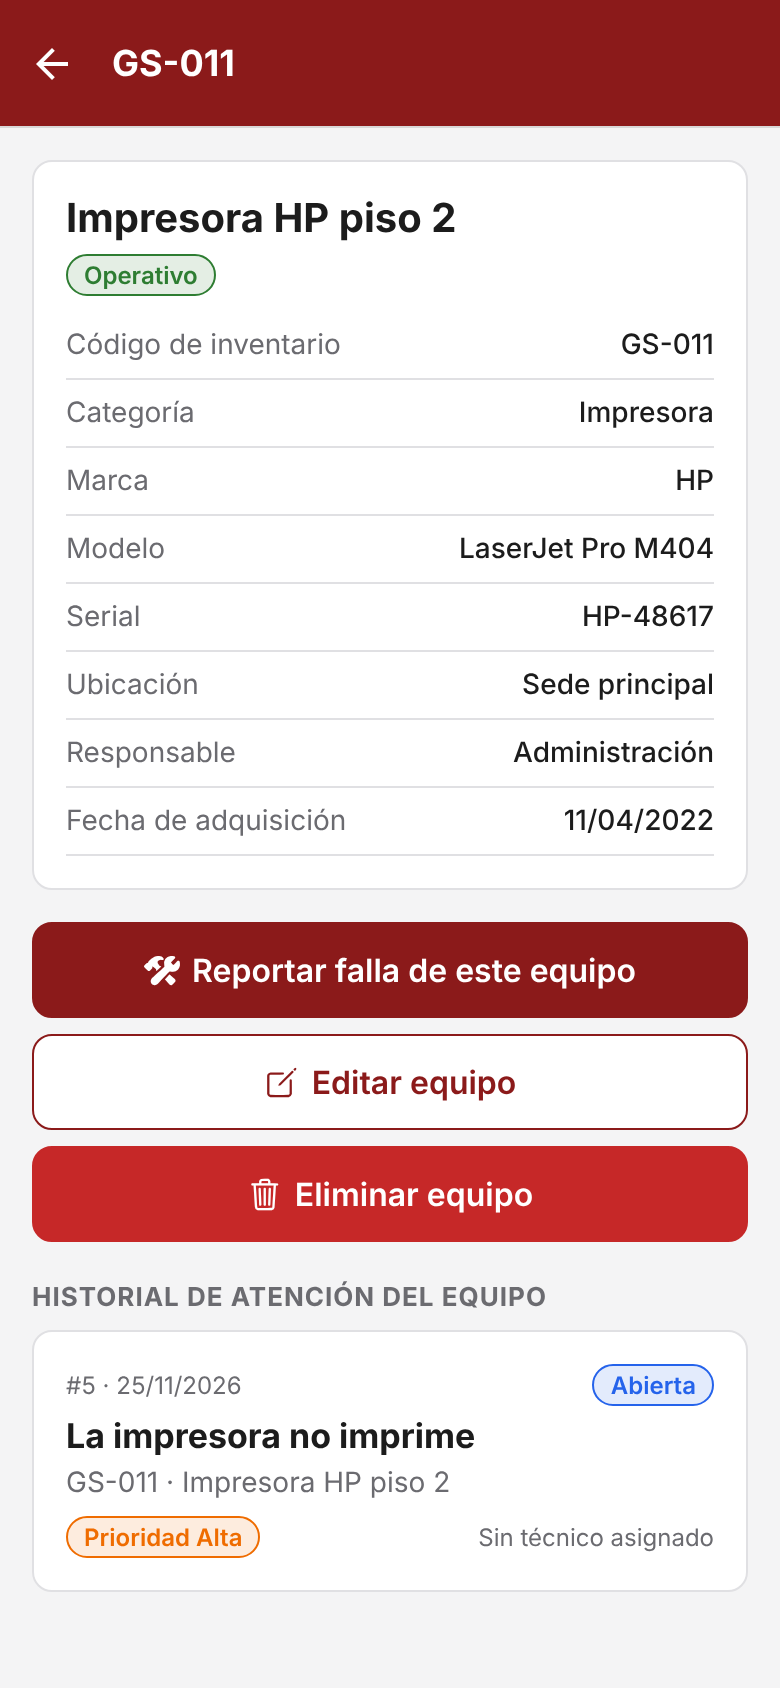 GS-011
Impresora HP piso 2
Operativo
Código de inventario GS-011
Categoría Impresora
Marca HP
Modelo LaserJet Pro M404
Serial HP-48617
Ubicación Sede principal
Responsable Administración
Fecha de adquisición 11/04/2022
Reportar falla de este equipo
Editar equipo
Eliminar equipo
HISTORIAL DE ATENCIÓN DEL EQUIPO
#5 · 25/11/2026 Abierta
La impresora no imprime
GS-011 · Impresora HP piso 2
Prioridad Alta Sin técnico asignado